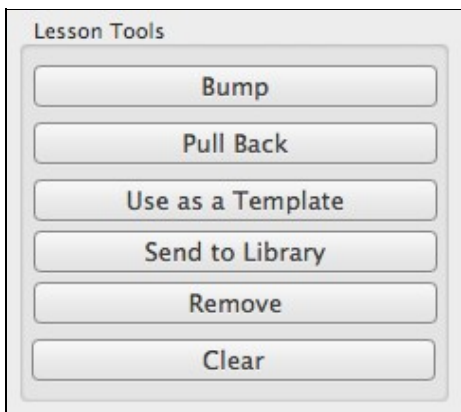 Lesson Tools
Bump
Pull Back
Use as a Template
Send to Library
Remove
Clear